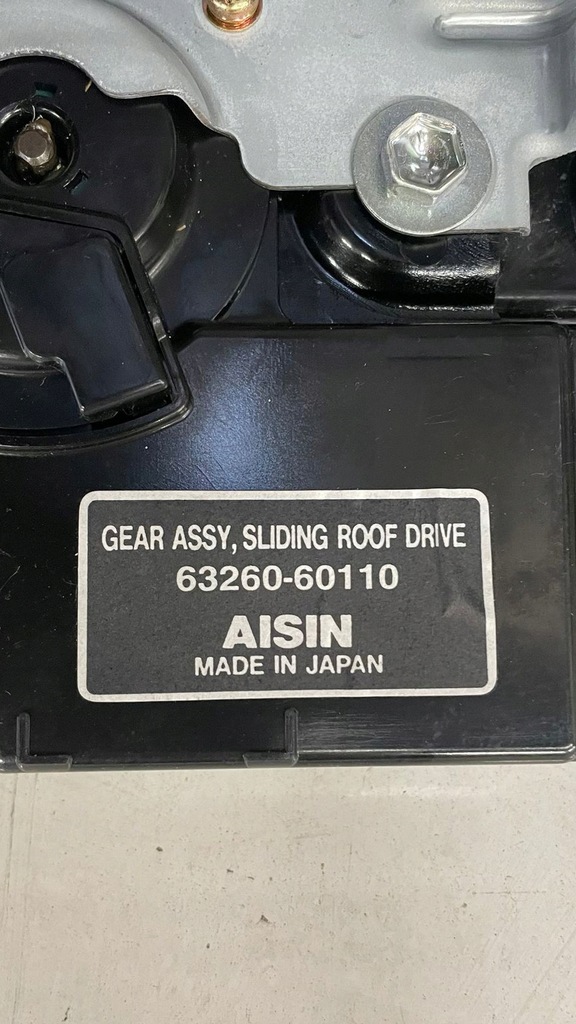 GEAR ASSY, SLIDING ROOF DRIVE
63260-60110
AISIN
MADE IN JAPAN